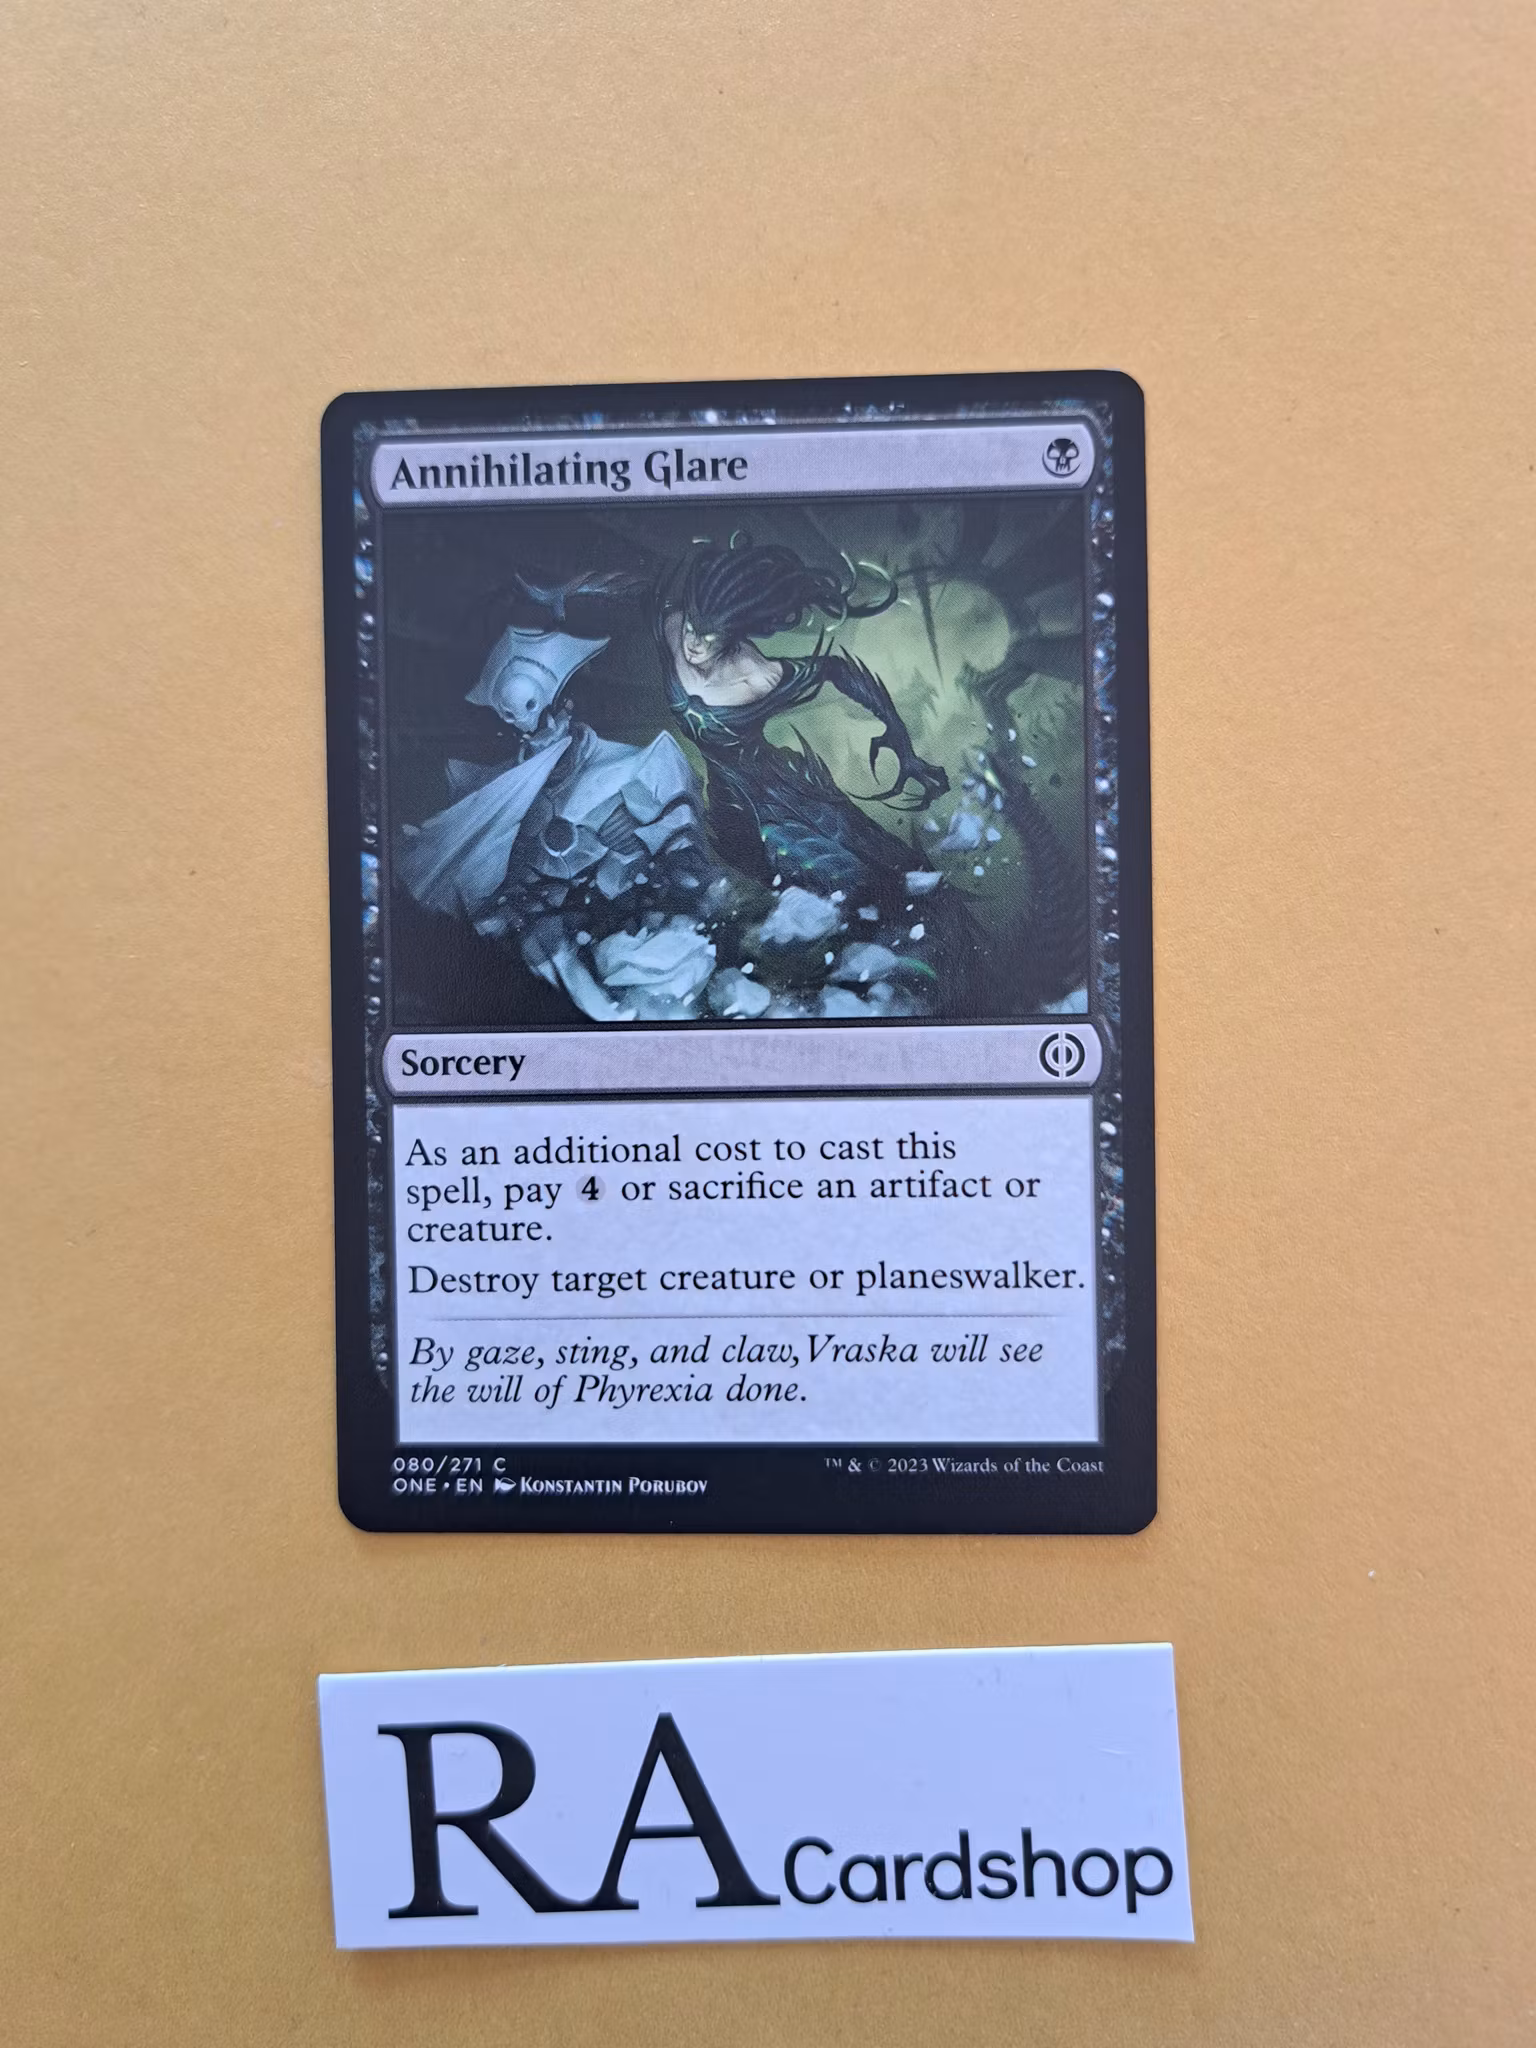 Annihilating Glare
Sorcery
As an additional cost to cast this
spell, pay 4 or sacrifice an artifact or
creature.
Destroy target creature or planeswalker.
By gaze, sting, and claw, Vraska will see
the will of Phyrexia done.
080/271 C
™ & © 2023 Wizards of the Coast
ONE • EN Konstantin Porubov
RA Cardshop